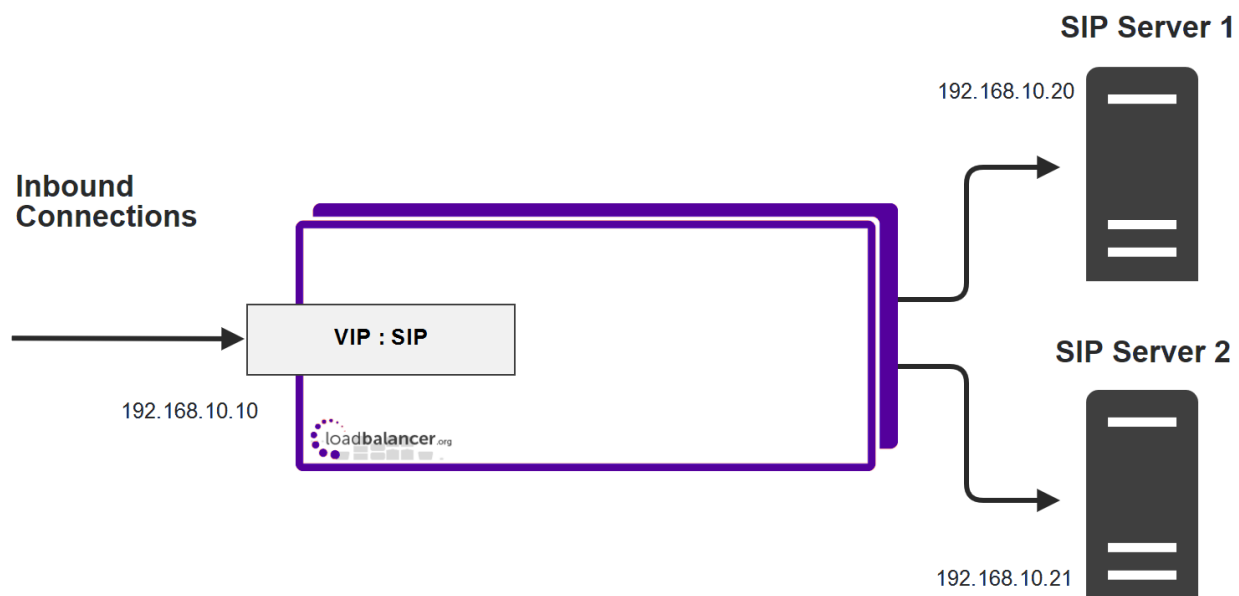 SIP Server 1
192.168.10.20
Inbound
Connections
VIP : SIP
192.168.10.10
loadbalancer.org
SIP Server 2
192.168.10.21